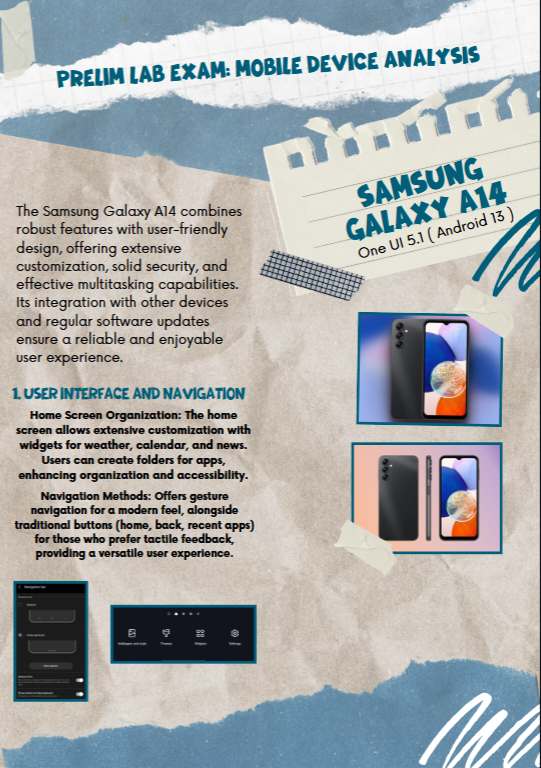 PRELIM LAB EXAM: MOBILE DEVICE ANALYSIS
SAMSUNG
GALAXY A14
One UI 5.1 ( Android 13 )
The Samsung Galaxy A14 combines
robust features with user-friendly
design, offering extensive
customization, solid security, and
effective multitasking capabilities.
Its integration with other devices
and regular software updates
ensure a reliable and enjoyable
user experience.
1. USER INTERFACE AND NAVIGATION
Home Screen Organization: The home
screen allows extensive customization with
widgets for weather, calendar, and news.
Users can create folders for apps,
enhancing organization and accessibility.
Navigation Methods: Offers gesture
navigation for a modern feel, alongside
traditional buttons (home, back, recent apps)
for those who prefer tactile feedback,
providing a versatile user experience.
Navigation bar
Wallpaper and style Themes Widgets Settings